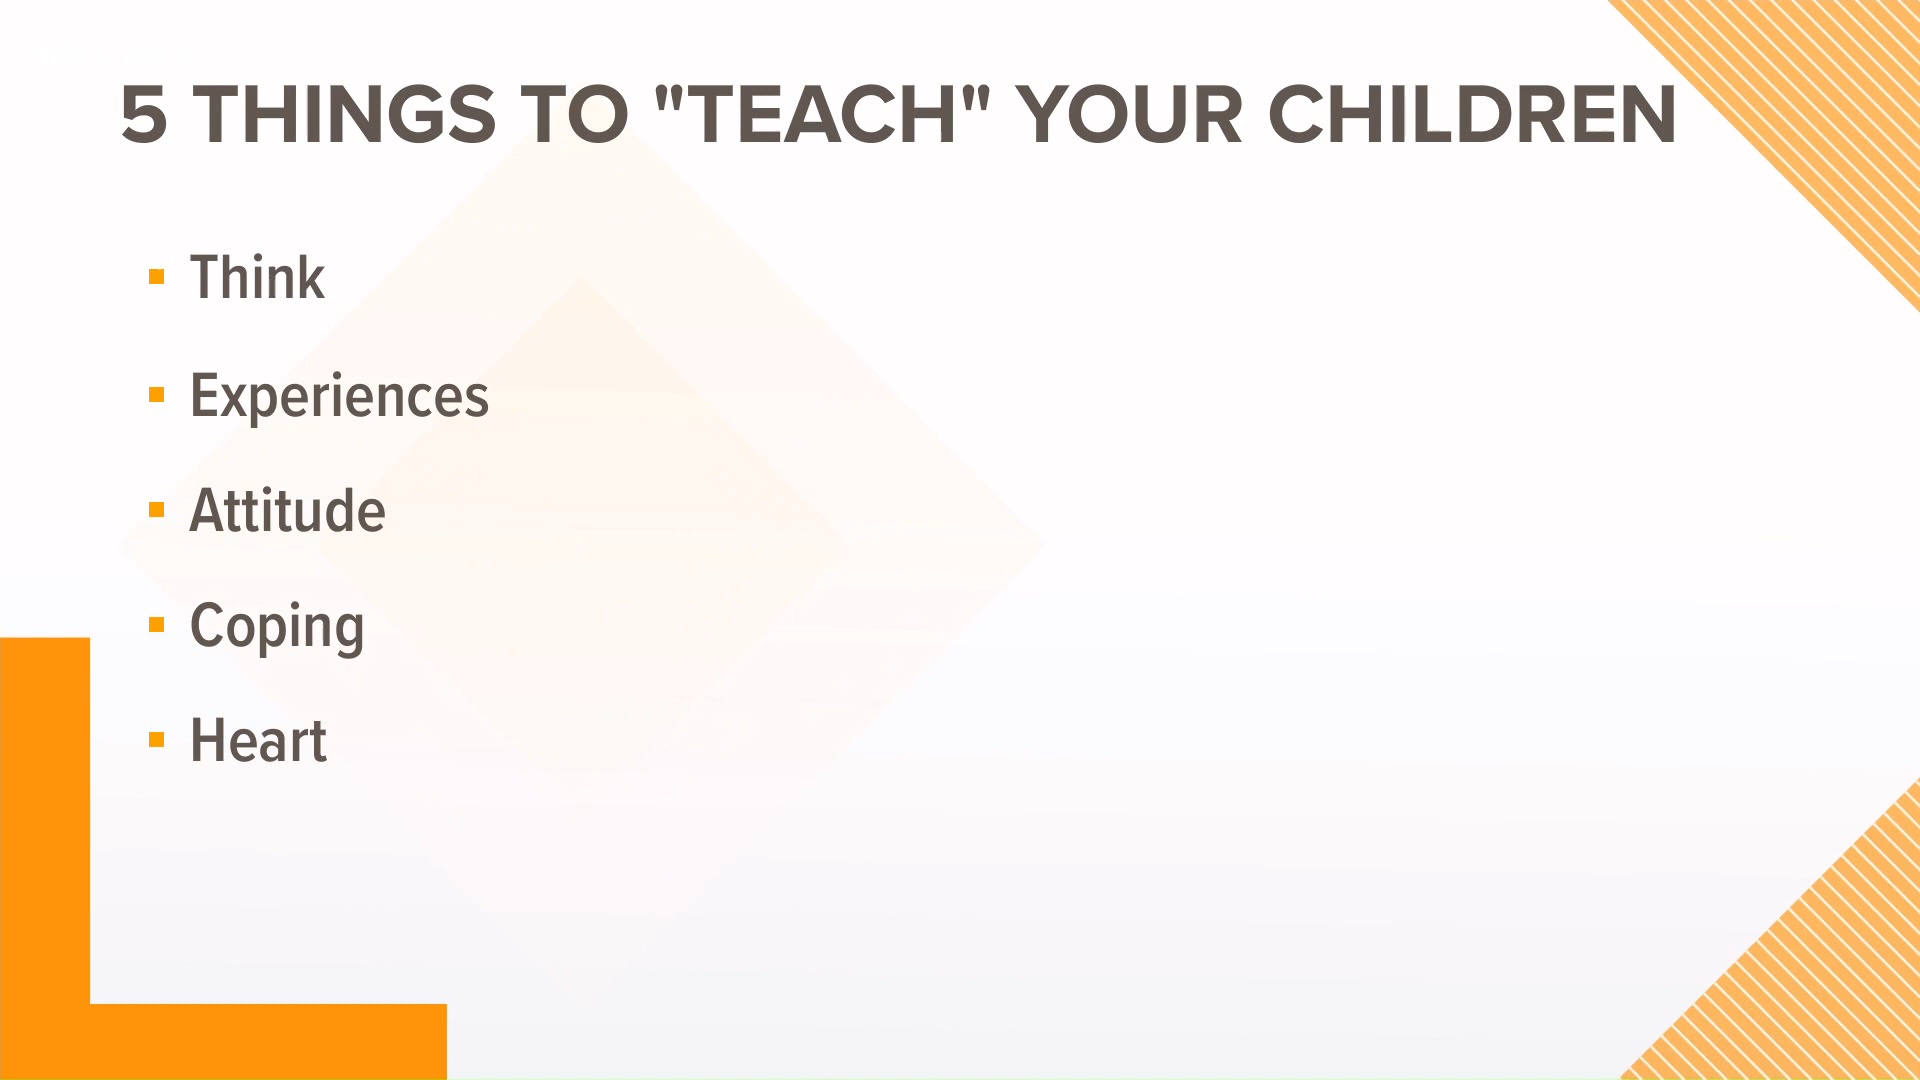 5 THINGS TO "TEACH" YOUR CHILDREN
Think
Experiences
Attitude
Coping
Heart